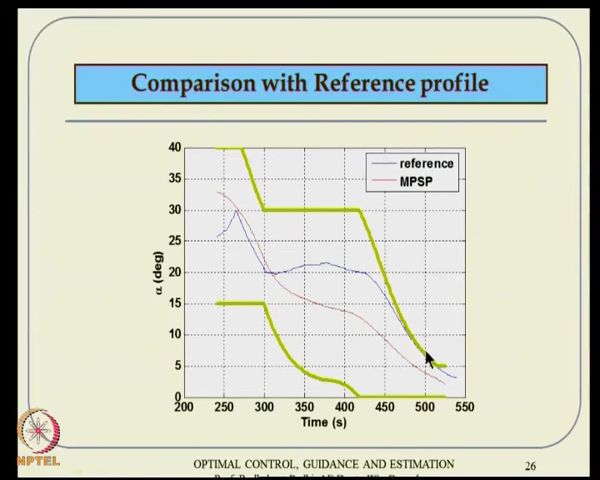 Comparison with Reference profile
reference
MPSP
40
35
30
25
20
15
10
5
0
α (deg)
200 250 300 350 400 450 500 550
Time (s)
NPTEL
OPTIMAL CONTROL, GUIDANCE AND ESTIMATION
26